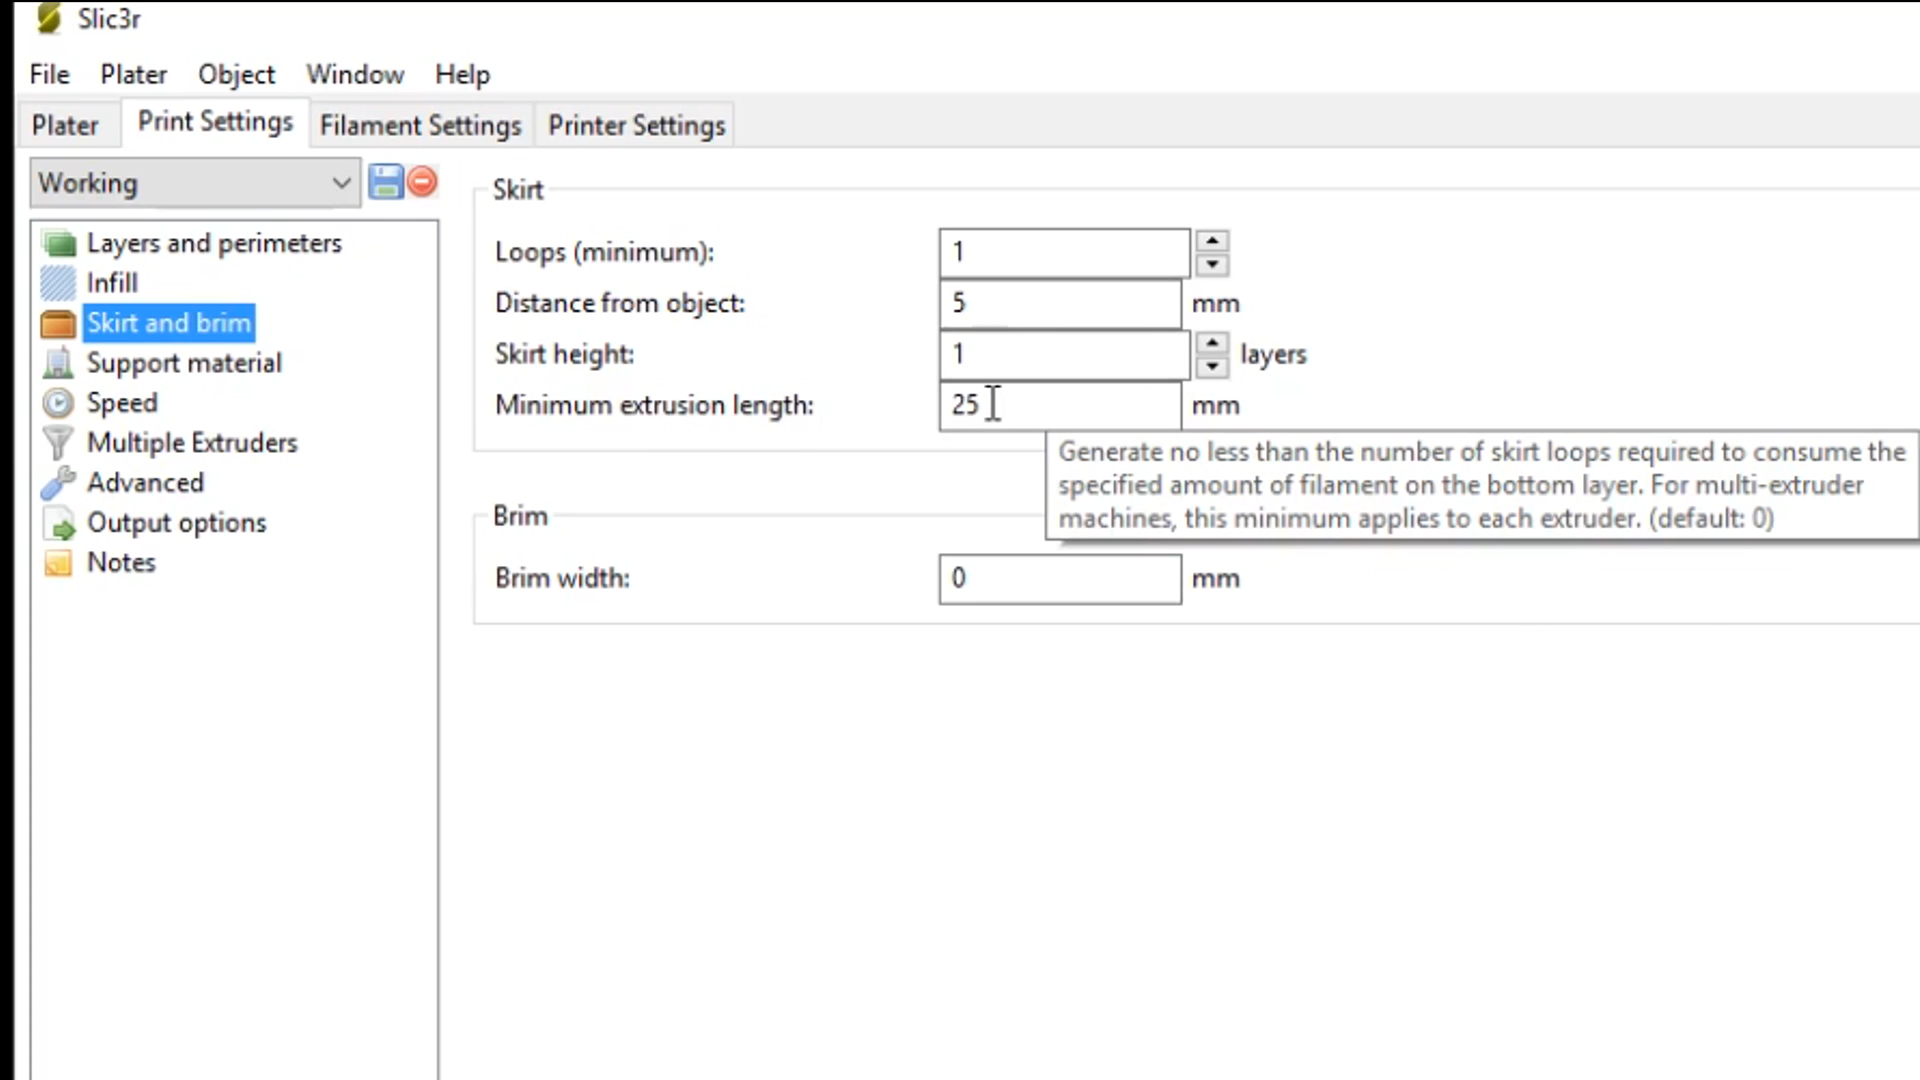 Slic3r
File Plater Object Window Help
Plater Print Settings Filament Settings Printer Settings
Working
Layers and perimeters
Infill
Skirt and brim
Support material
Speed
Multiple Extruders
Advanced
Output options
Notes
Skirt
Loops (minimum): 1
Distance from object: 5 mm
Skirt height: 1 layers
Minimum extrusion length: 25 mm
Generate no less than the number of skirt loops required to consume the
specified amount of filament on the bottom layer. For multi-extruder
machines, this minimum applies to each extruder. (default: 0)
Brim
Brim width: 0 mm